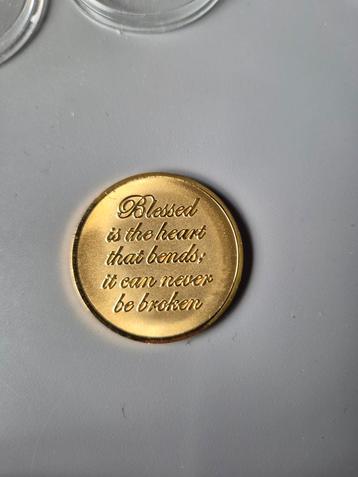 Blessed
is the heart
that bends;
it can never
be broken